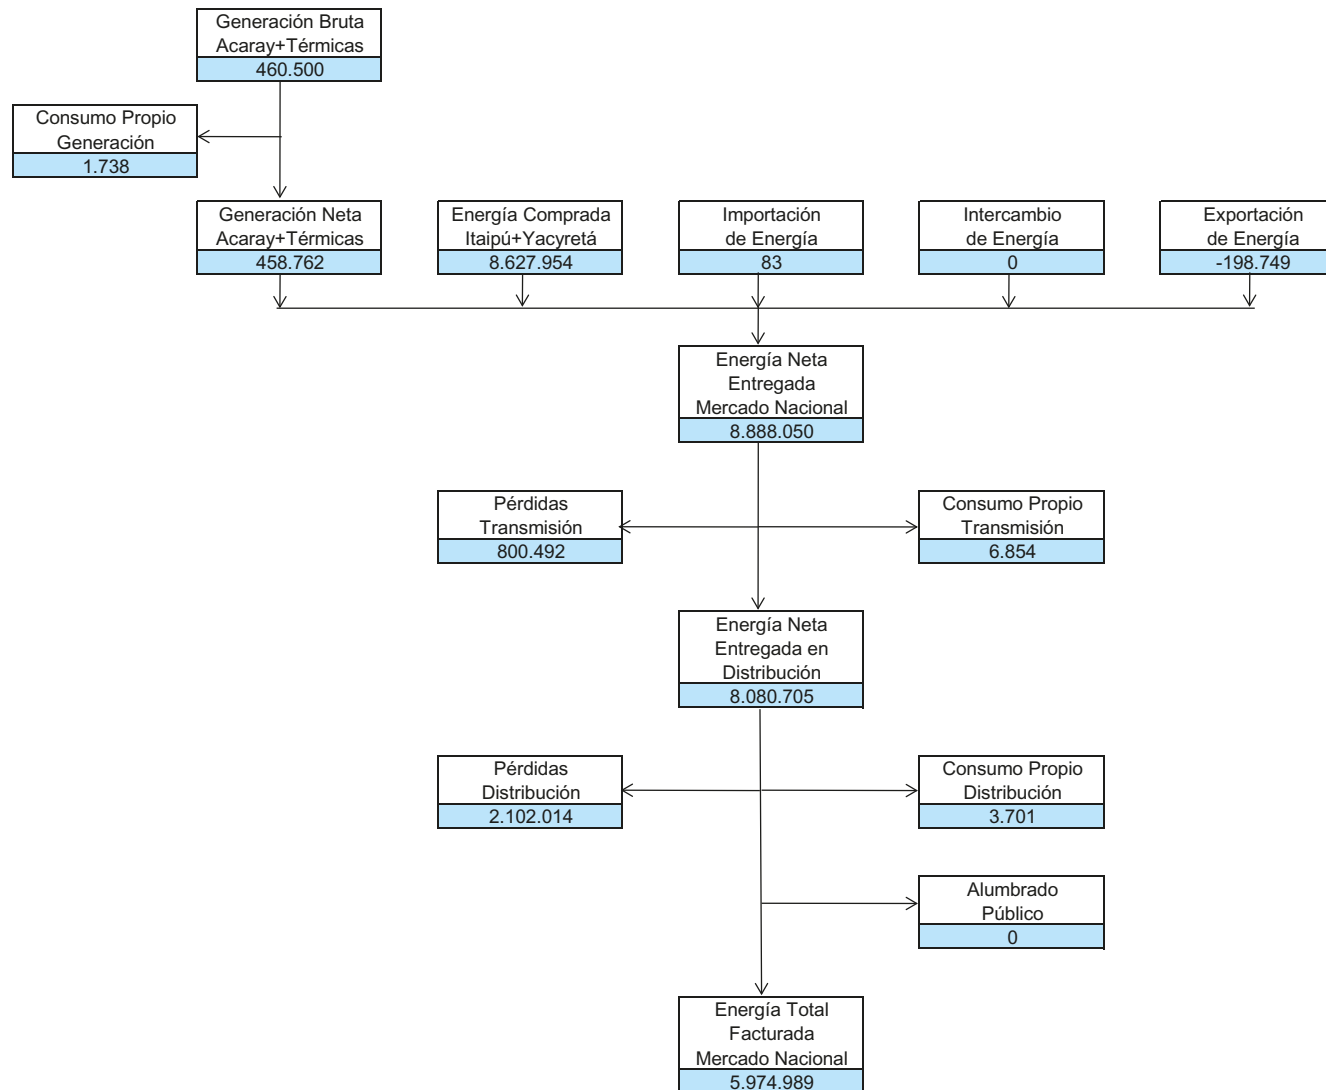 Generación Bruta
Acaray+Térmicas
460.500
Consumo Propio
Generación
1.738
Generación Neta
Acaray+Térmicas
458.762
Energía Comprada
Itaipú+Yacyretá
8.627.954
Importación
de Energía
83
Intercambio
de Energía
0
Exportación
de Energía
-198.749
Energía Neta
Entregada
Mercado Nacional
8.888.050
Pérdidas
Transmisión
800.492
Consumo Propio
Transmisión
6.854
Energía Neta
Entregada en
Distribución
8.080.705
Pérdidas
Distribución
2.102.014
Consumo Propio
Distribución
3.701
Alumbrado
Público
0
Energía Total
Facturada
Mercado Nacional
5.974.989